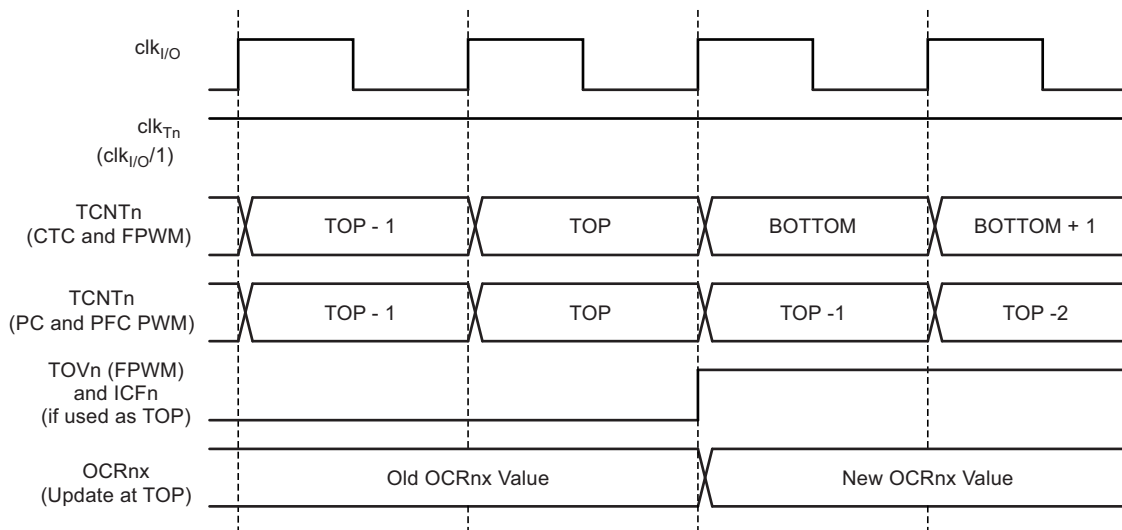 clkI/O
clkTn
(clkI/O/1)
TCNTn
(CTC and FPWM)
TOP - 1
TOP
BOTTOM
BOTTOM + 1
TCNTn
(PC and PFC PWM)
TOP - 1
TOP
TOP -1
TOP -2
TOVn (FPWM)
and ICFn
(if used as TOP)
OCRnx
(Update at TOP)
Old OCRnx Value
New OCRnx Value